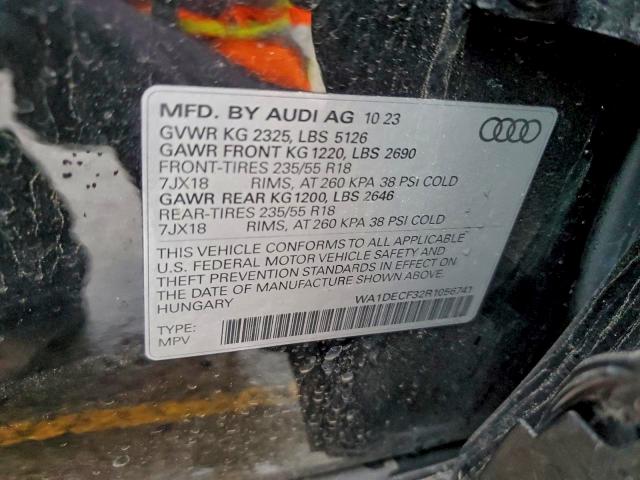 MFD. BY AUDI AG 10 23
GVWR KG 2325, LBS 5126
GAWR FRONT KG 1220, LBS 2690
FRONT-TIRES 235/55 R18
7JX18 RIMS, AT 260 KPA 38 PSI COLD
GAWR REAR KG 1200, LBS 2646
REAR-TIRES 235/55 R18
7JX18 RIMS, AT 260 KPA 38 PSI COLD
THIS VEHICLE CONFORMS TO ALL APPLICABLE
U.S. FEDERAL MOTOR VEHICLE SAFETY AND
THEFT PREVENTION STANDARDS IN EFFECT ON
THE DATE OF MANUFACTURE SHOWN ABOVE.
HUNGARY
WA1DECF32R1056741
TYPE:
MPV